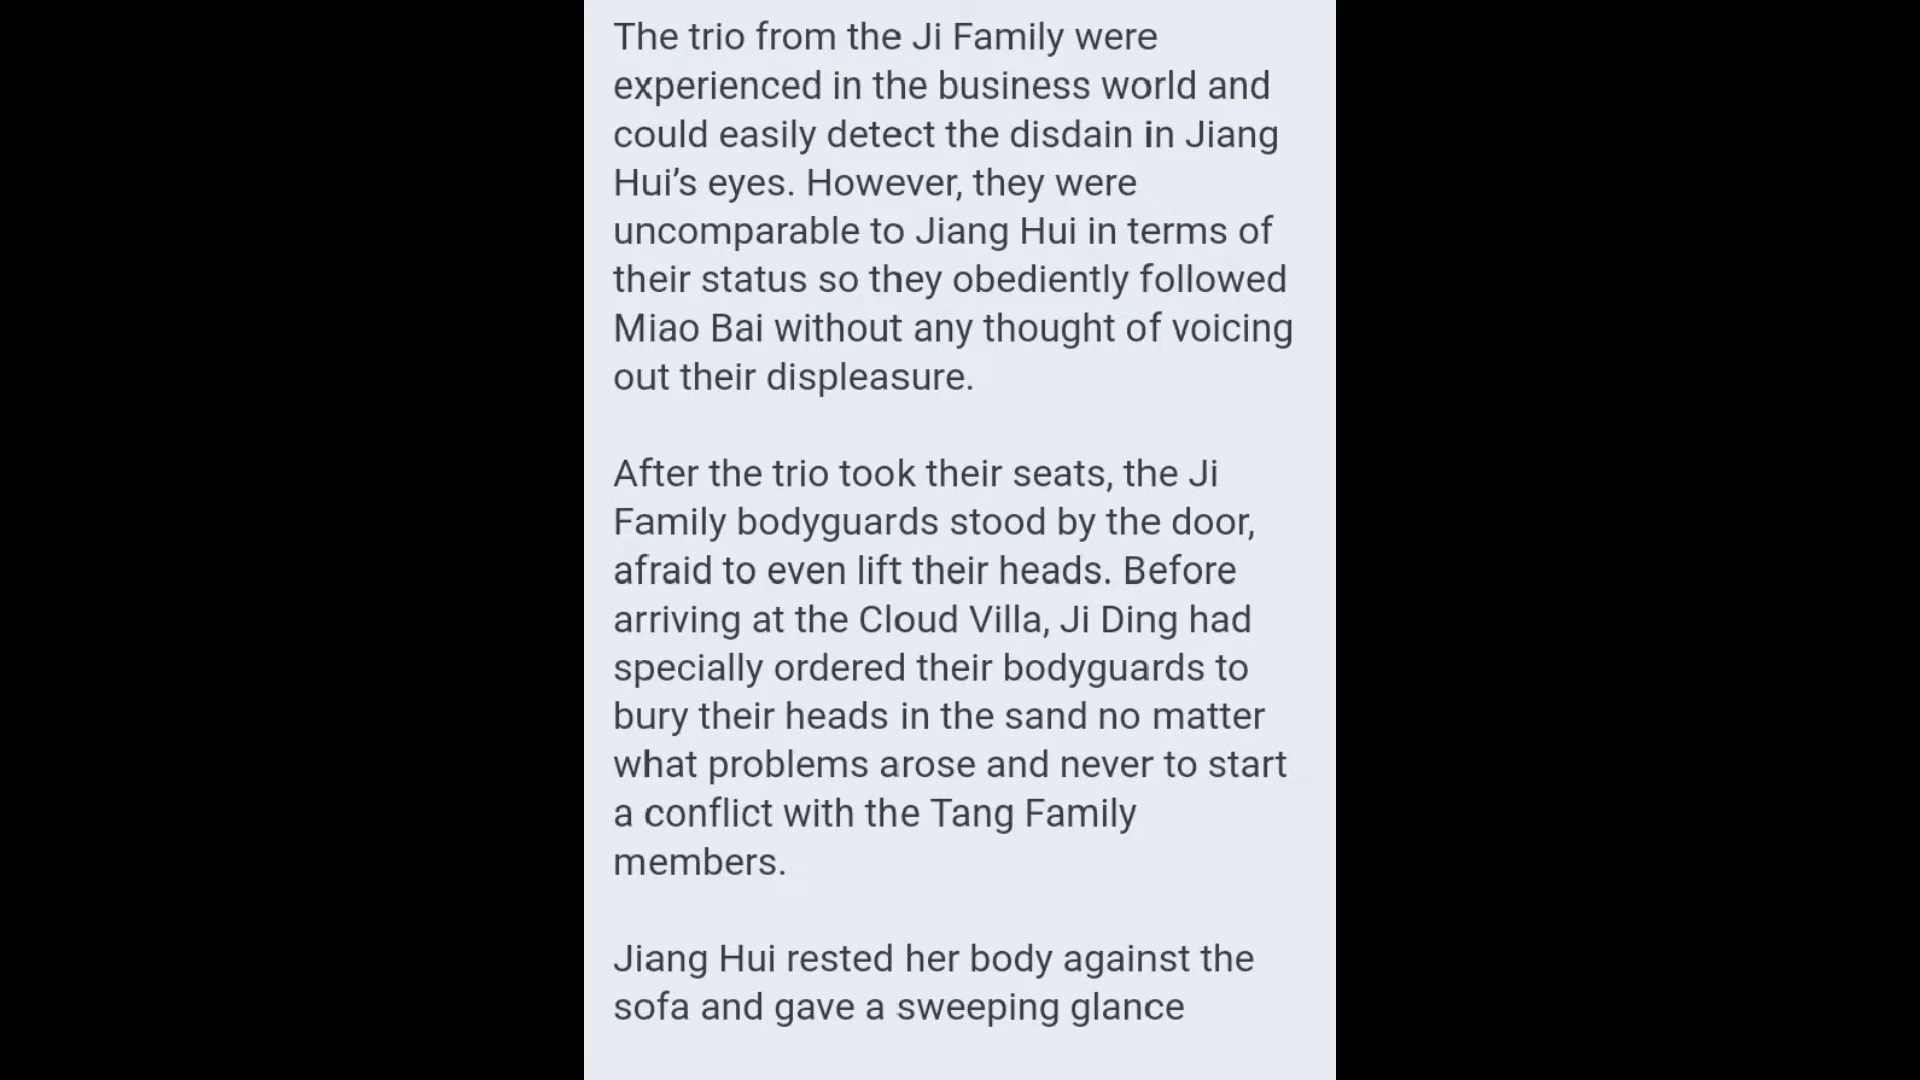 The trio from the Ji Family were
experienced in the business world and
could easily detect the disdain in Jiang
Hui’s eyes. However, they were
uncomparable to Jiang Hui in terms of
their status so they obediently followed
Miao Bai without any thought of voicing
out their displeasure.
After the trio took their seats, the Ji
Family bodyguards stood by the door,
afraid to even lift their heads. Before
arriving at the Cloud Villa, Ji Ding had
specially ordered their bodyguards to
bury their heads in the sand no matter
what problems arose and never to start
a conflict with the Tang Family
members.
Jiang Hui rested her body against the
sofa and gave a sweeping glance